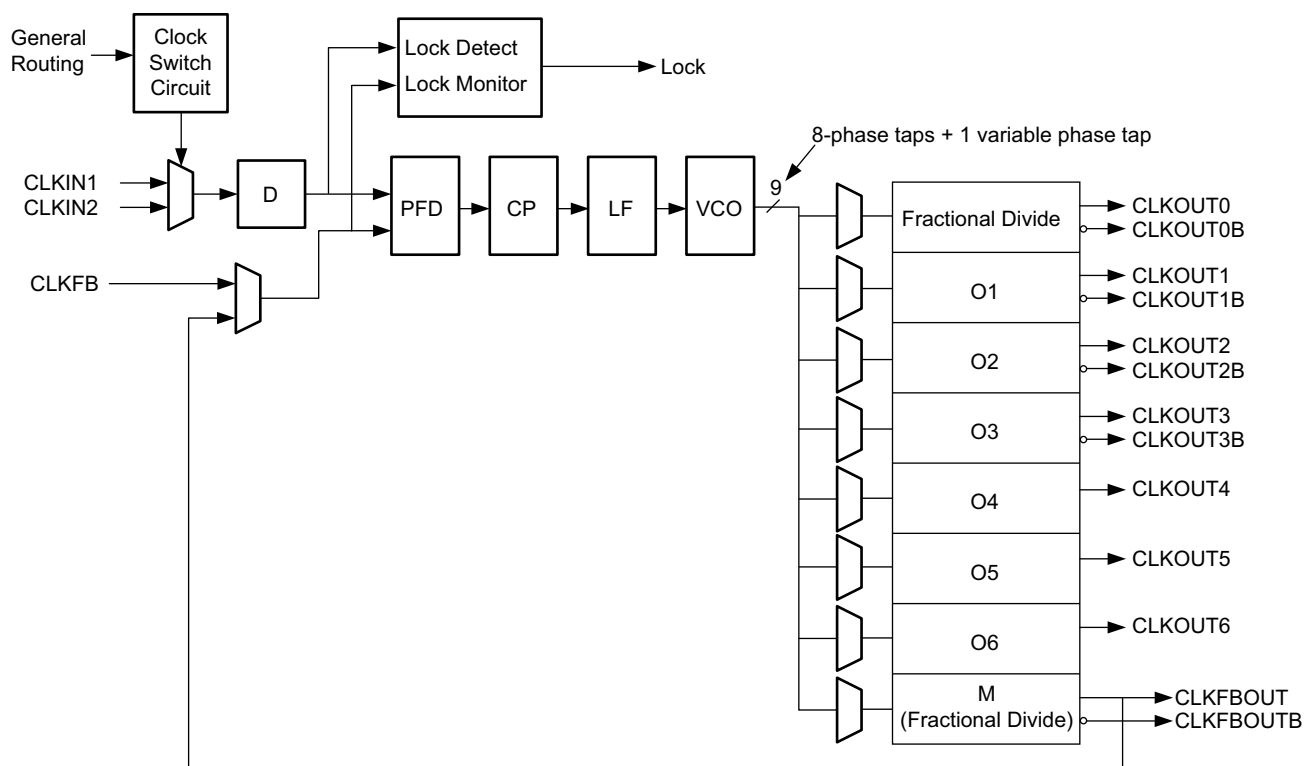 General
Routing
Clock
Switch
Circuit
Lock Detect
Lock Monitor
Lock
8-phase taps + 1 variable phase tap
CLKIN1
CLKIN2
D
PFD
CP
LF
VCO
9
CLKFB
Fractional Divide
CLKOUT0
CLKOUT0B
O1
CLKOUT1
CLKOUT1B
O2
CLKOUT2
CLKOUT2B
O3
CLKOUT3
CLKOUT3B
O4
CLKOUT4
O5
CLKOUT5
O6
CLKOUT6
M
(Fractional Divide)
CLKFBOUT
CLKFBOUTB